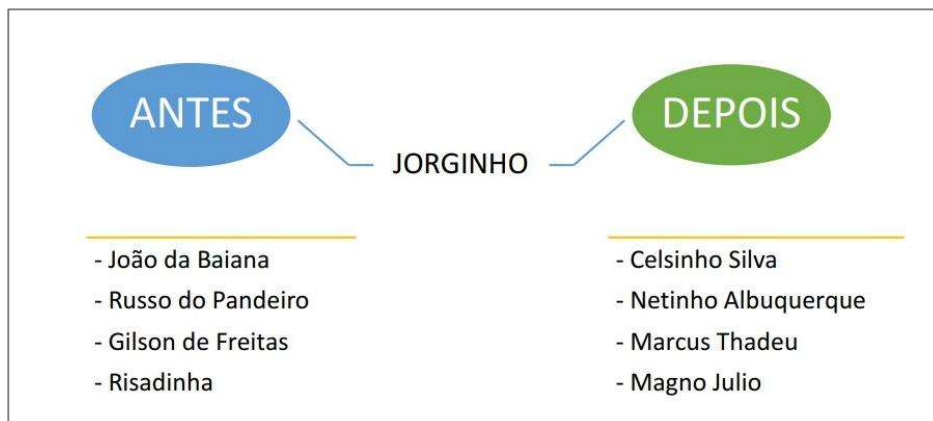 ANTES
DEPOIS
JORGINHO
- João da Baiana
- Russo do Pandeiro
- Gilson de Freitas
- Risadinha
- Celsinho Silva
- Netinho Albuquerque
- Marcus Thadeu
- Magno Julio